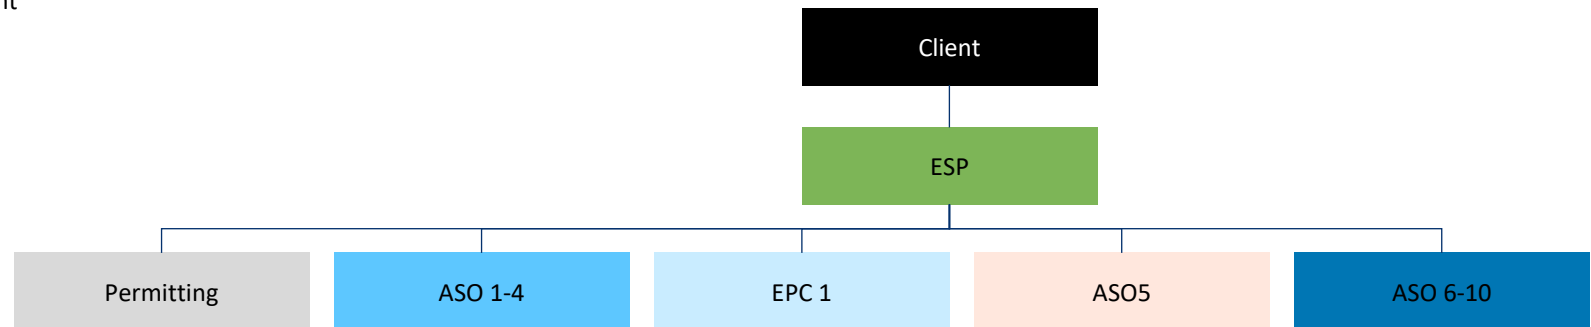 Client
ESP
Permitting
ASO 1-4
EPC 1
ASO5
ASO 6-10